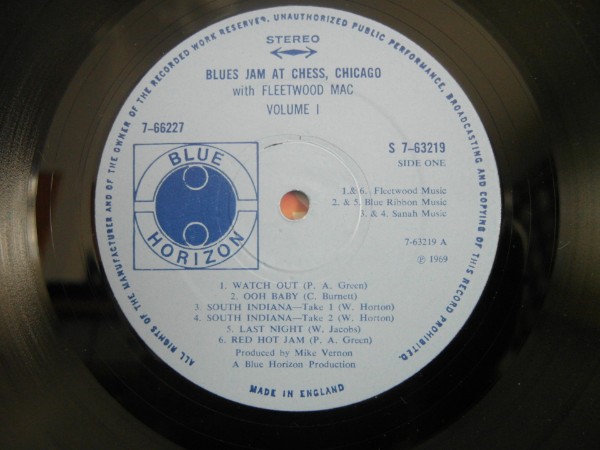 ALL RIGHTS OF THE MANUFACTURER AND OF THE OWNER OF THE RECORDED WORK RESERVED. UNAUTHORIZED PUBLIC PERFORMANCE, BROADCASTING AND COPYING OF THIS RECORD PROHIBITED.
STEREO
BLUES JAM AT CHESS, CHICAGO
with FLEETWOOD MAC
VOLUME I
7-66227
S 7-63219
SIDE ONE
BLUE
HORIZON
1.& 6. Fleetwood Music
2. & 5. Blue Ribbon Music
3. & 4. Sanah Music
7-63219 A
℗ 1969
1. WATCH OUT (P. A. Green)
2. OOH BABY (C. Burnett)
3. SOUTH INDIANA—Take 1 (W. Horton)
4. SOUTH INDIANA—Take 2 (W. Horton)
5. LAST NIGHT (W. Jacobs)
6. RED HOT JAM (P. A. Green)
Produced by Mike Vernon
A Blue Horizon Production
MADE IN ENGLAND